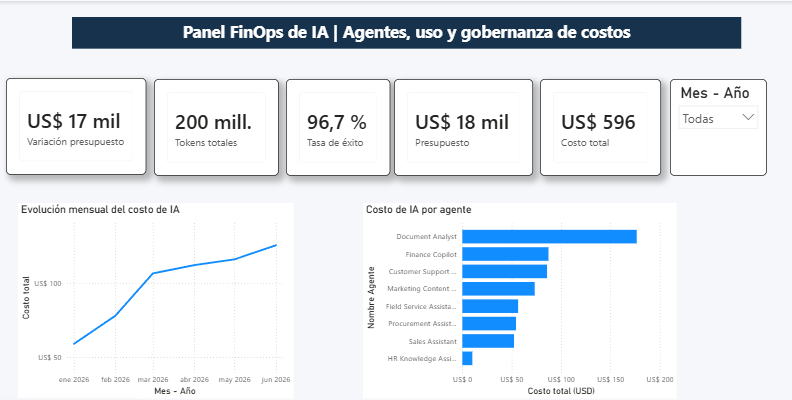 Panel FinOps de IA | Agentes, uso y gobernanza de costos
US$ 17 mil
Variación presupuesto
200 mill.
Tokens totales
96,7 %
Tasa de éxito
US$ 18 mil
Presupuesto
US$ 596
Costo total
Mes - Año
Todas
Evolución mensual del costo de IA
Costo total
US$ 100
US$ 50
ene 2026 feb 2026 mar 2026 abr 2026 may 2026 jun 2026
Mes - Año
Costo de IA por agente
Nombre Agente
Document Analyst
Finance Copilot
Customer Support ...
Marketing Content ...
Field Service Assista...
Procurement Assist...
Sales Assistant
HR Knowledge Assi...
US$ 0 US$ 50 US$ 100 US$ 150 US$ 200
Costo total (USD)